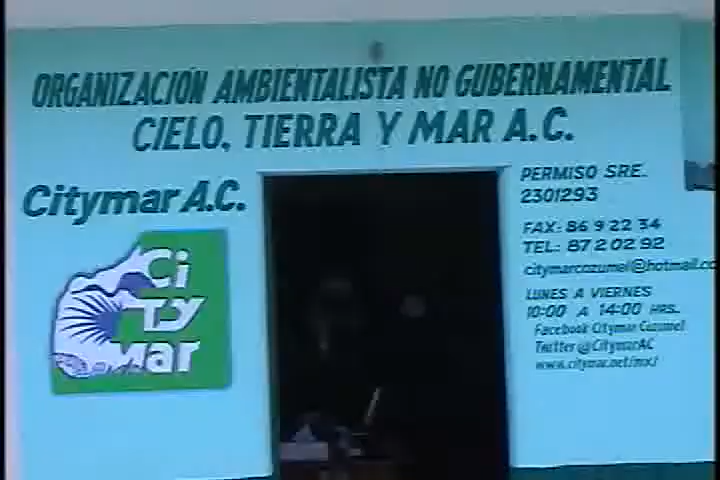 ORGANIZACIÓN AMBIENTALISTA NO GUBERNAMENTAL
CIELO, TIERRA Y MAR A.C.
Citymar A.C.
Ci
TY
Mar
PERMISO SRE.
2301293
FAX: 86 9 22 34
TEL: 87 2 02 92
citymarcozumel@hotmail.co
LUNES A VIERNES
10:00 A 14:00 HRS.
Facebook Citymar Cozumel
Twitter @CitymarAC
www.citymar.net/mx/